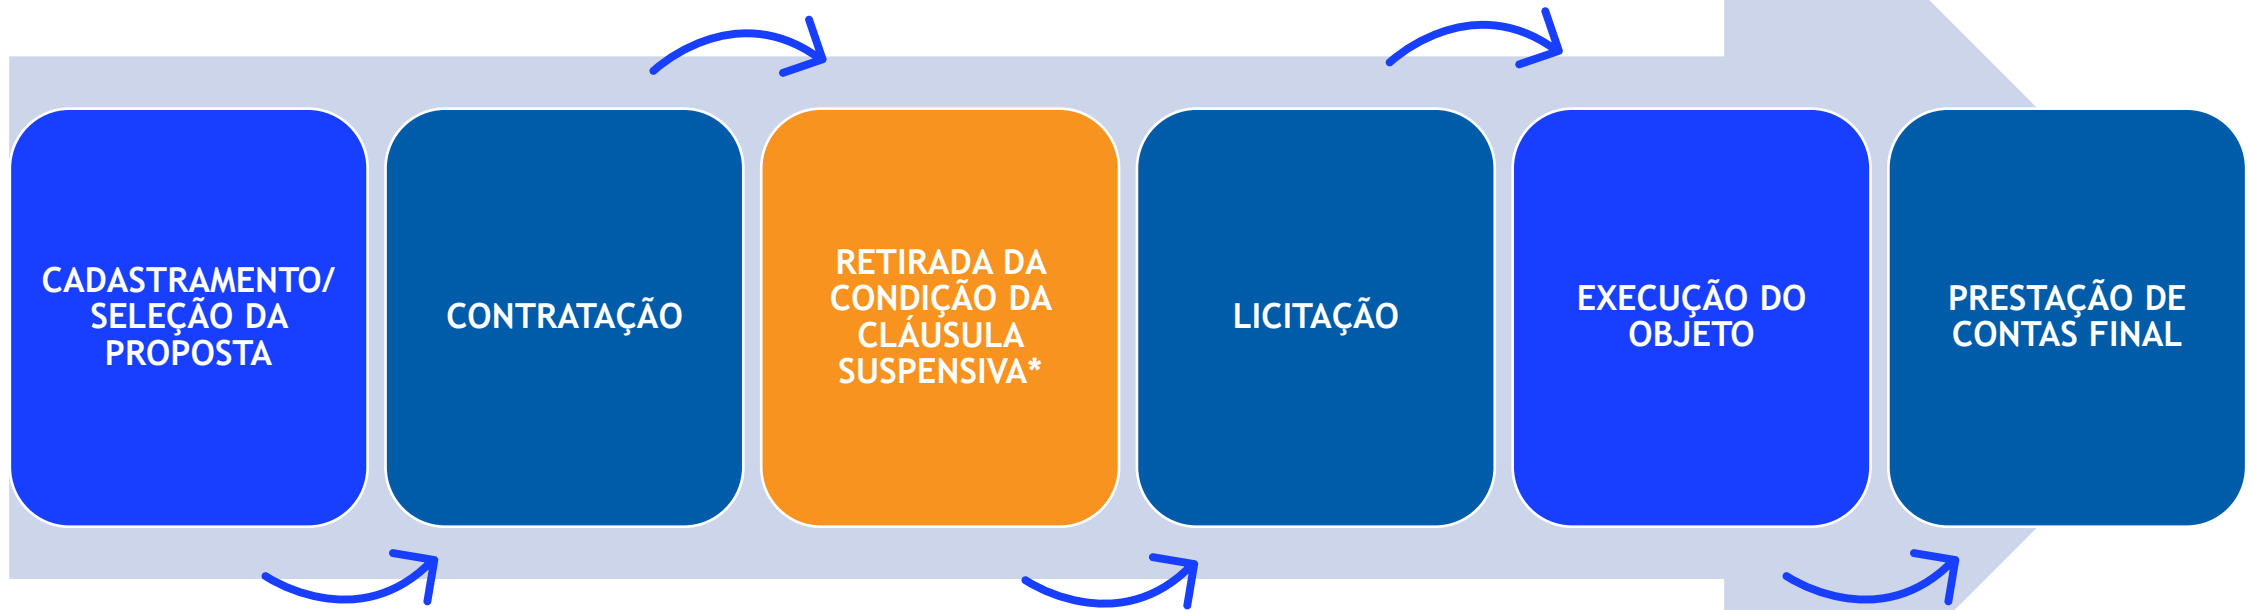 CADASTRAMENTO/
SELEÇÃO DA
PROPOSTA
CONTRATAÇÃO
RETIRADA DA
CONDIÇÃO DA
CLÁUSULA
SUSPENSIVA*
LICITAÇÃO
EXECUÇÃO DO
OBJETO
PRESTAÇÃO DE
CONTAS FINAL